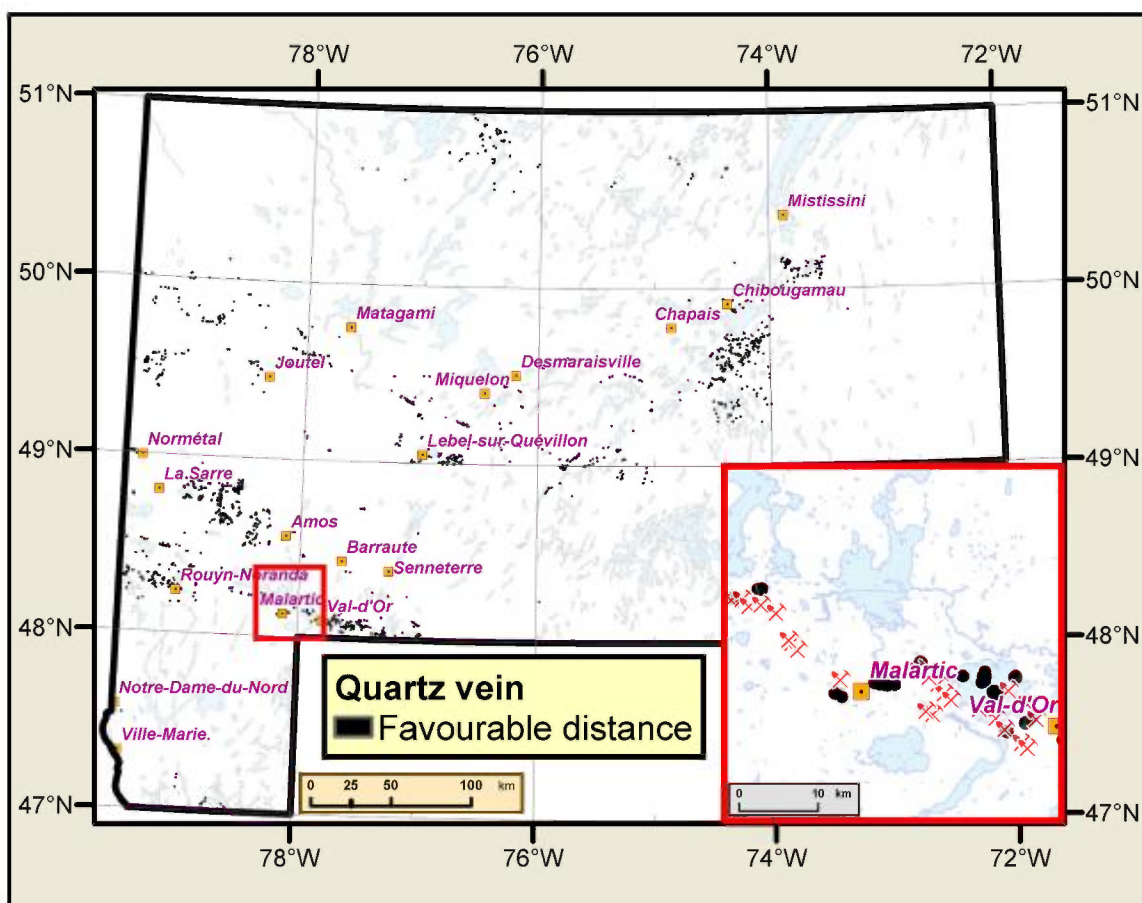 78°W 76°W 74°W 72°W
51°N 51°N
Mistissini
50°N 50°N
Chibougamau
Matagami Chapais
Joutel Desmaraisville
Miquelon
Normétal Lebel-sur-Quévillon
49°N 49°N
La.Sarre
Amos
Barraute
Rouyn-Noranda Senneterre
Malartic Val-d'Or
48°N 48°N
Malartic
Val-d'Or
Notre-Dame-du-Nord
Quartz vein
Favourable distance
Ville-Marie.
0 25 50 100 km
0 10 km
47°N 47°N
78°W 76°W 74°W 72°W